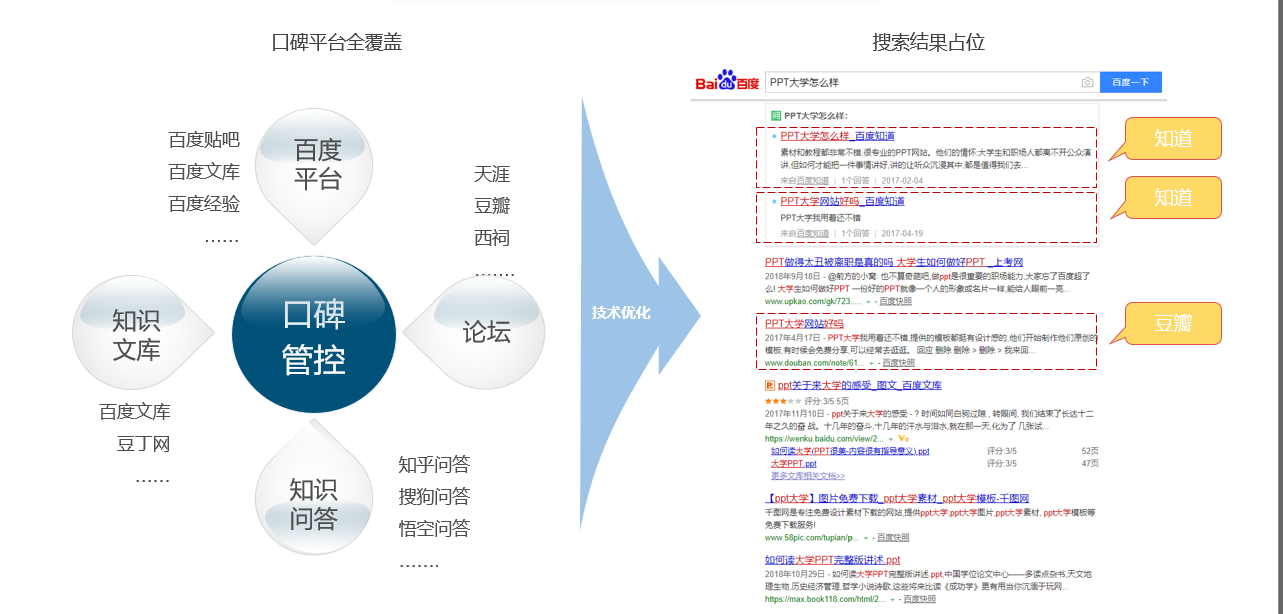 口碑平台全覆盖
百度贴吧
百度文库
百度经验
……
百度
平台
天涯
豆瓣
西祠
…….
知识
文库
口碑
管控
论坛
百度文库
豆丁网
……
知识
问答
知乎问答
搜狗问答
悟空问答
…….
技术优化
搜索结果占位
Bai du 百度
PPT大学怎么样
百度一下
问 PPT大学怎么样:
PPT大学怎么样_百度知道
素材和教程都非常不错,很专业的PPT网站。他们的情怀:大学生和职场人都离不开公众演
讲,但如何才能把一件事情讲好,讲的让听众沉浸其中,都是值得我们去...
来自百度知道 | 1个回答 | 2017-02-04
知道
PPT大学网站好吗_百度知道
PPT大学我用着还不错
来自百度知道 | 1个回答 | 2017-04-19
知道
PPT做得太丑被离职是真的吗 大学生如何做好PPT _上考网
2018年9月18日 - @前方的小窝: 也不算奇葩吧,做ppt是很重要的职场能力,大家忘了百度超了
么! 大学生如何做好PPT 一份好的PPT就像一个人的形象或名片一样,能给人眼前一亮...
www.upkao.com/gk/723.... - 百度快照
PPT大学网站好吗
2017年4月17日 - PPT大学我用着还不错,提供的模板都挺有设计感的,他们开始制作他们原创的
模板,有时候会免费分享,可以经常去逛逛。 回应 删除 删除 > 删除 > 我来回...
www.douban.com/note/61... - 百度快照
豆瓣
ppt关于来大学的感受_图文_百度文库
评分:3/5 5页
2017年11月10日 - ppt关于来大学的感受 - ? 时间如同白驹过隙 , 转眼间, 我们结束了长达十二
年之久的奋 战。十几年的奋斗,十几年的汗水与泪水,就在那一天,化为了 几张试...
https://wenku.baidu.com/view/2... V3
如何读大学(PPT很美-内容很有指导意义).ppt 评分:3/5 52页
大学PPT.ppt 评分:3/5 47页
更多文库相关文档>>
【ppt大学】图片免费下载_ppt大学素材_ppt大学模板-千图网
千图网是专注免费设计素材下载的网站,提供ppt大学,ppt大学图片,ppt大学素材, ppt大学模板等
免费下载服务!
www.58pic.com/tupian/p... - 百度快照
如何读大学PPT完整版讲述.ppt
2018年10月29日 - 如何读大学PPT完整版讲述.ppt,中国学位论文中心——多读点杂书,天文地
理生物,历史经济管理,哲学小说诗歌.这些将来比读《成功学》更有用当你沉湎于玩网...
https://max.book118.com/html/2... - 百度快照